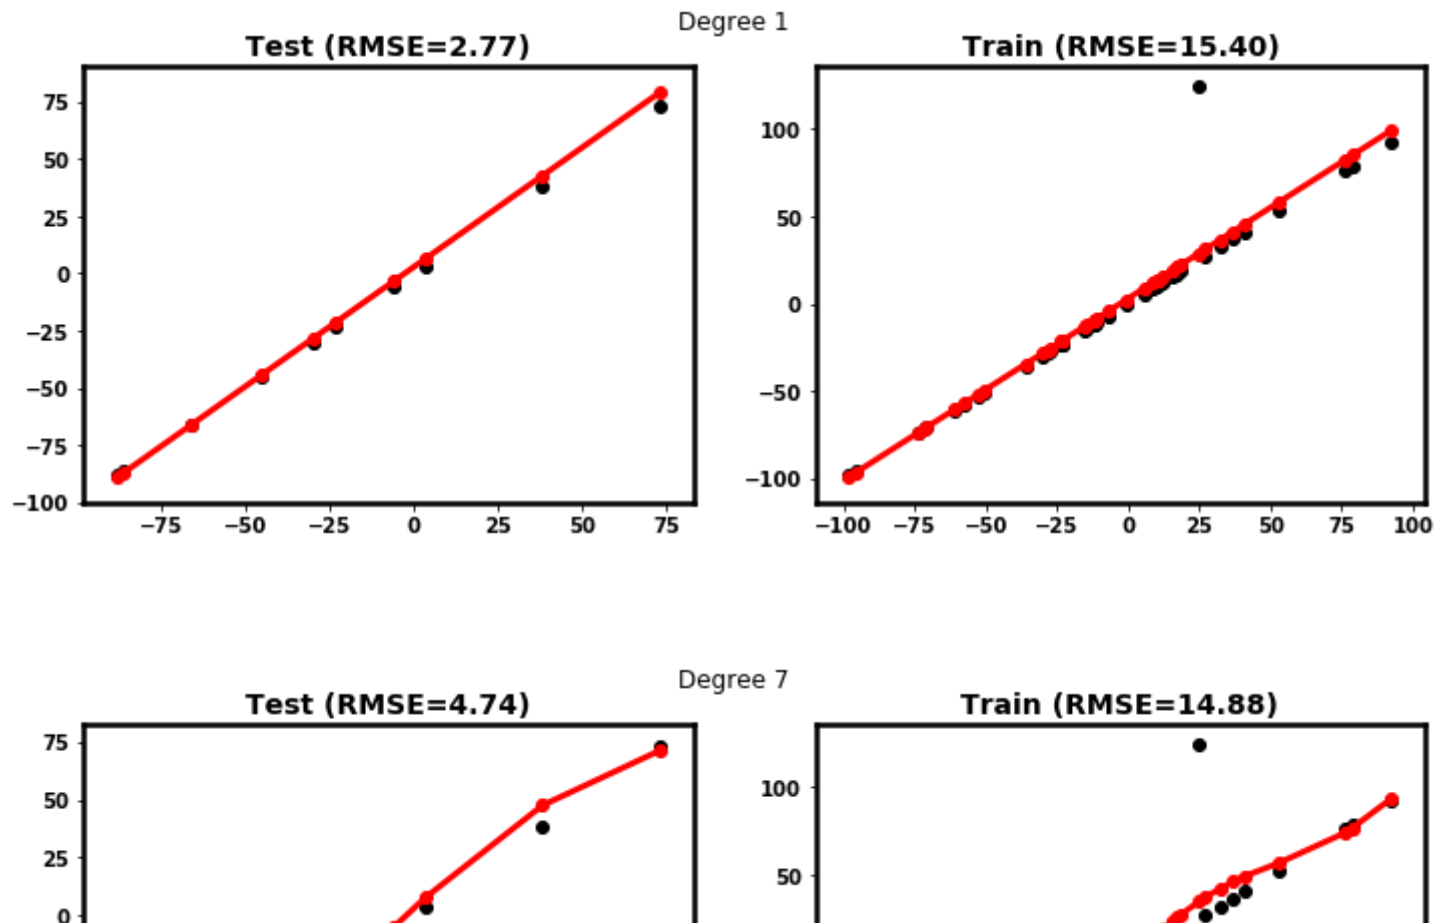 Degree 1
Test (RMSE=2.77)
Train (RMSE=15.40)
75
50
25
0
−25
−50
−75
−100
−75 −50 −25 0 25 50 75
100
50
0
−50
−100
−100 −75 −50 −25 0 25 50 75 100
Degree 7
Test (RMSE=4.74)
Train (RMSE=14.88)
75
50
25
0
100
50